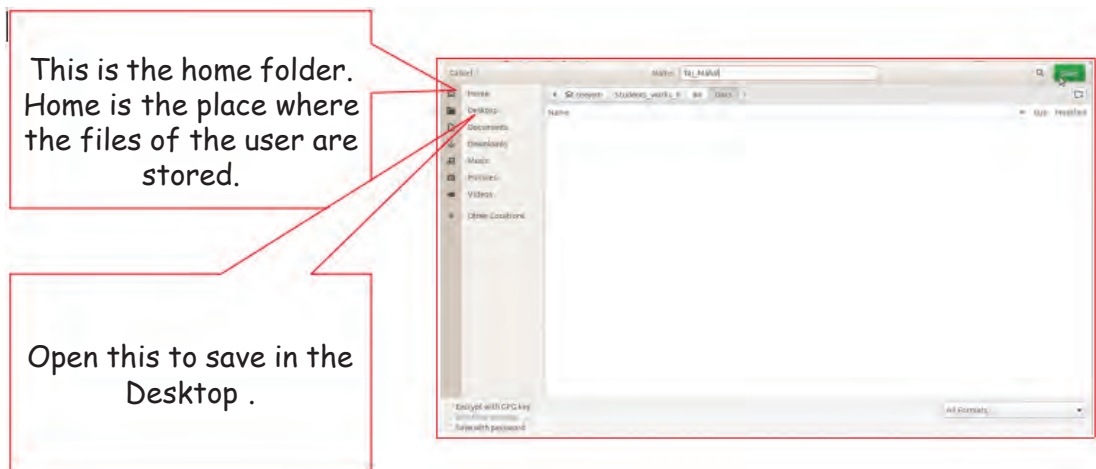 This is the home folder.
Home is the place where
the files of the user are
stored.
Open this to save in the
Desktop .
Cancel
Name: Taj_Mahal
Save
Home
Desktop
Documents
Downloads
Music
Pictures
Videos
Other Locations
Students_works
Docs
Name
Size Modified
Encrypt with GPG key
Save with password
All Formats